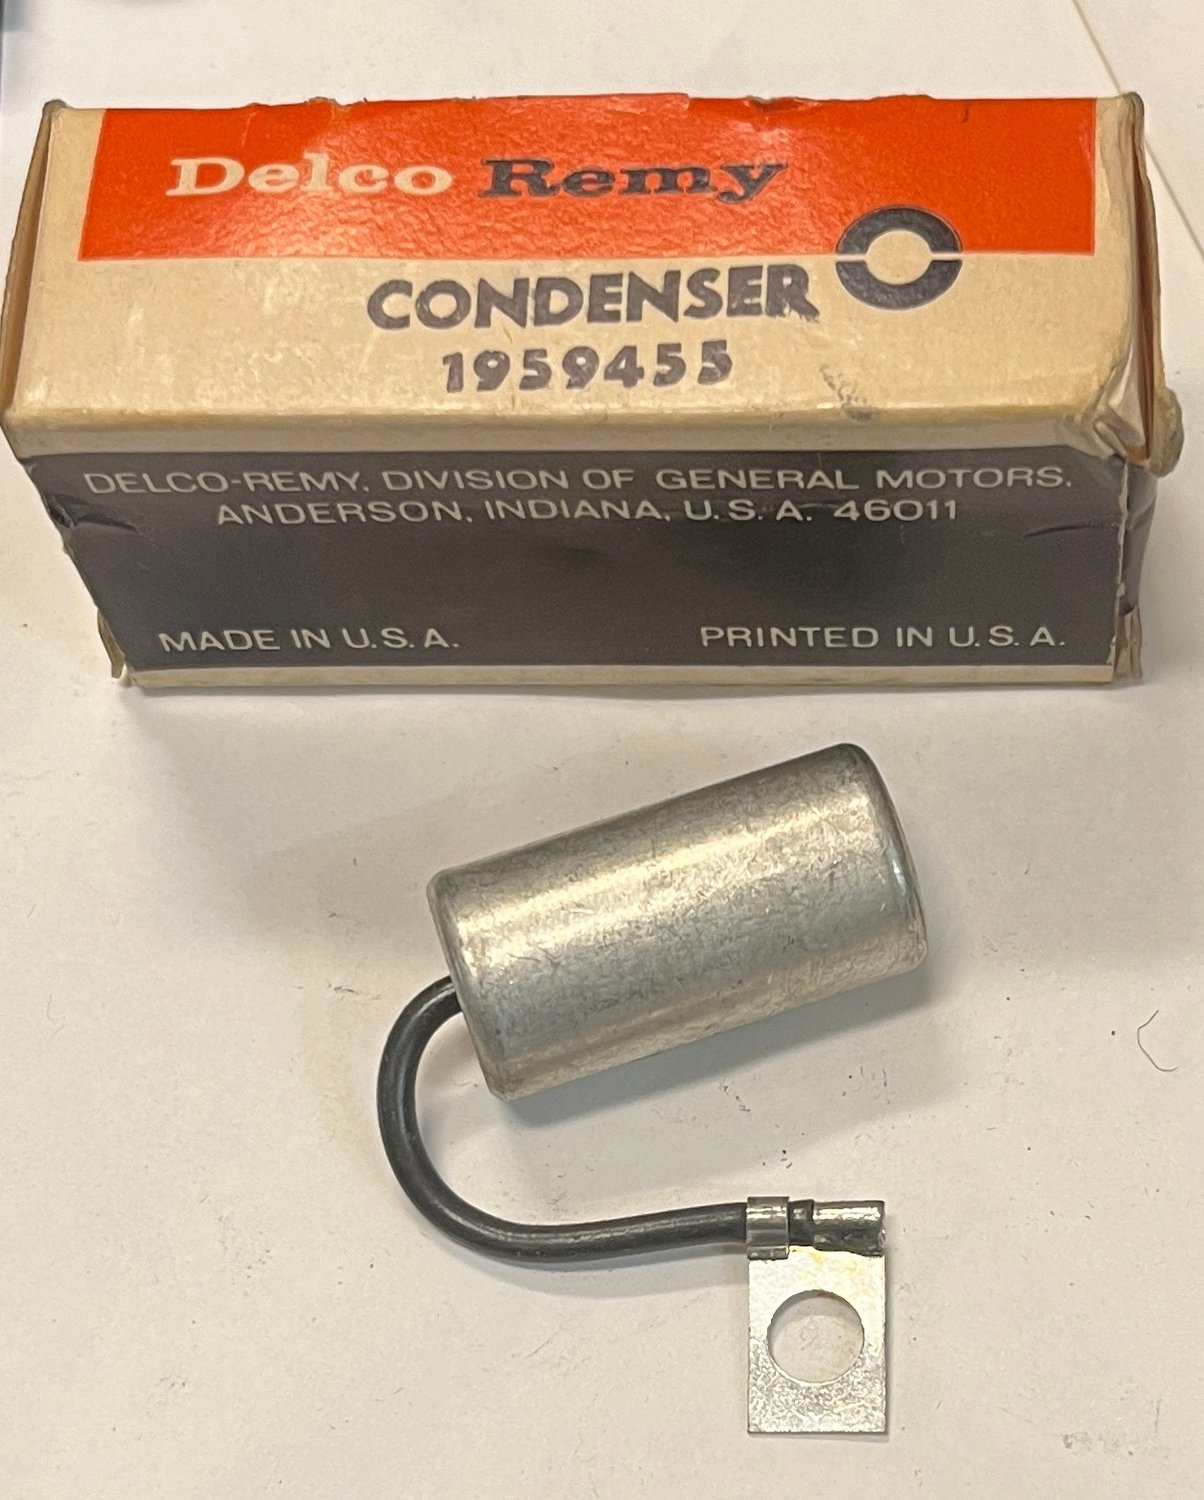 Delco Remy
CONDENSER
1959455
DELCO-REMY, DIVISION OF GENERAL MOTORS,
ANDERSON, INDIANA, U.S.A. 46011
MADE IN U.S.A.
PRINTED IN U.S.A.